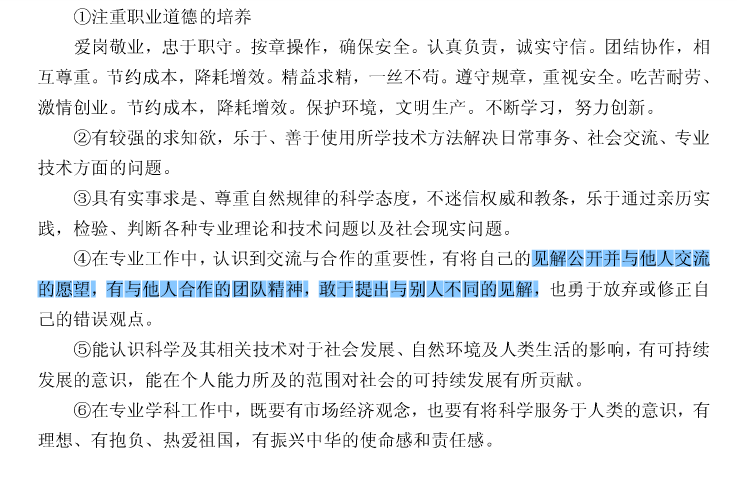 ①注重职业道德的培养
爱岗敬业，忠于职守。按章操作，确保安全。认真负责，诚实守信。团结协作，相
互尊重。节约成本，降耗增效。精益求精，一丝不苟。遵守规章，重视安全。吃苦耐劳、
激情创业。节约成本，降耗增效。保护环境，文明生产。不断学习，努力创新。
②有较强的求知欲，乐于、善于使用所学技术方法解决日常事务、社会交流、专业
技术方面的问题。
③具有实事求是、尊重自然规律的科学态度，不迷信权威和教条，乐于通过亲历实
践，检验、判断各种专业理论和技术问题以及社会现实问题。
④在专业工作中，认识到交流与合作的重要性，有将自己的见解公开并与他人交流
的愿望，有与他人合作的团队精神，敢于提出与别人不同的见解，也勇于放弃或修正自
己的错误观点。
⑤能认识科学及其相关技术对于社会发展、自然环境及人类生活的影响，有可持续
发展的意识，能在个人能力所及的范围对社会的可持续发展有所贡献。
⑥在专业学科工作中，既要有市场经济观念，也要有将科学服务于人类的意识，有
理想、有抱负、热爱祖国，有振兴中华的使命感和责任感。